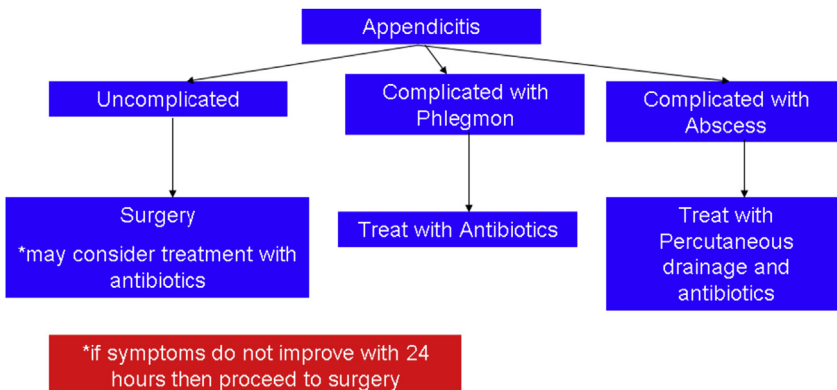 Appendicitis
Uncomplicated
Complicated with
Phlegmon
Complicated with
Abscess
Surgery
*may consider treatment with
antibiotics
Treat with Antibiotics
Treat with
Percutaneous
drainage and
antibiotics
*if symptoms do not improve with 24
hours then proceed to surgery